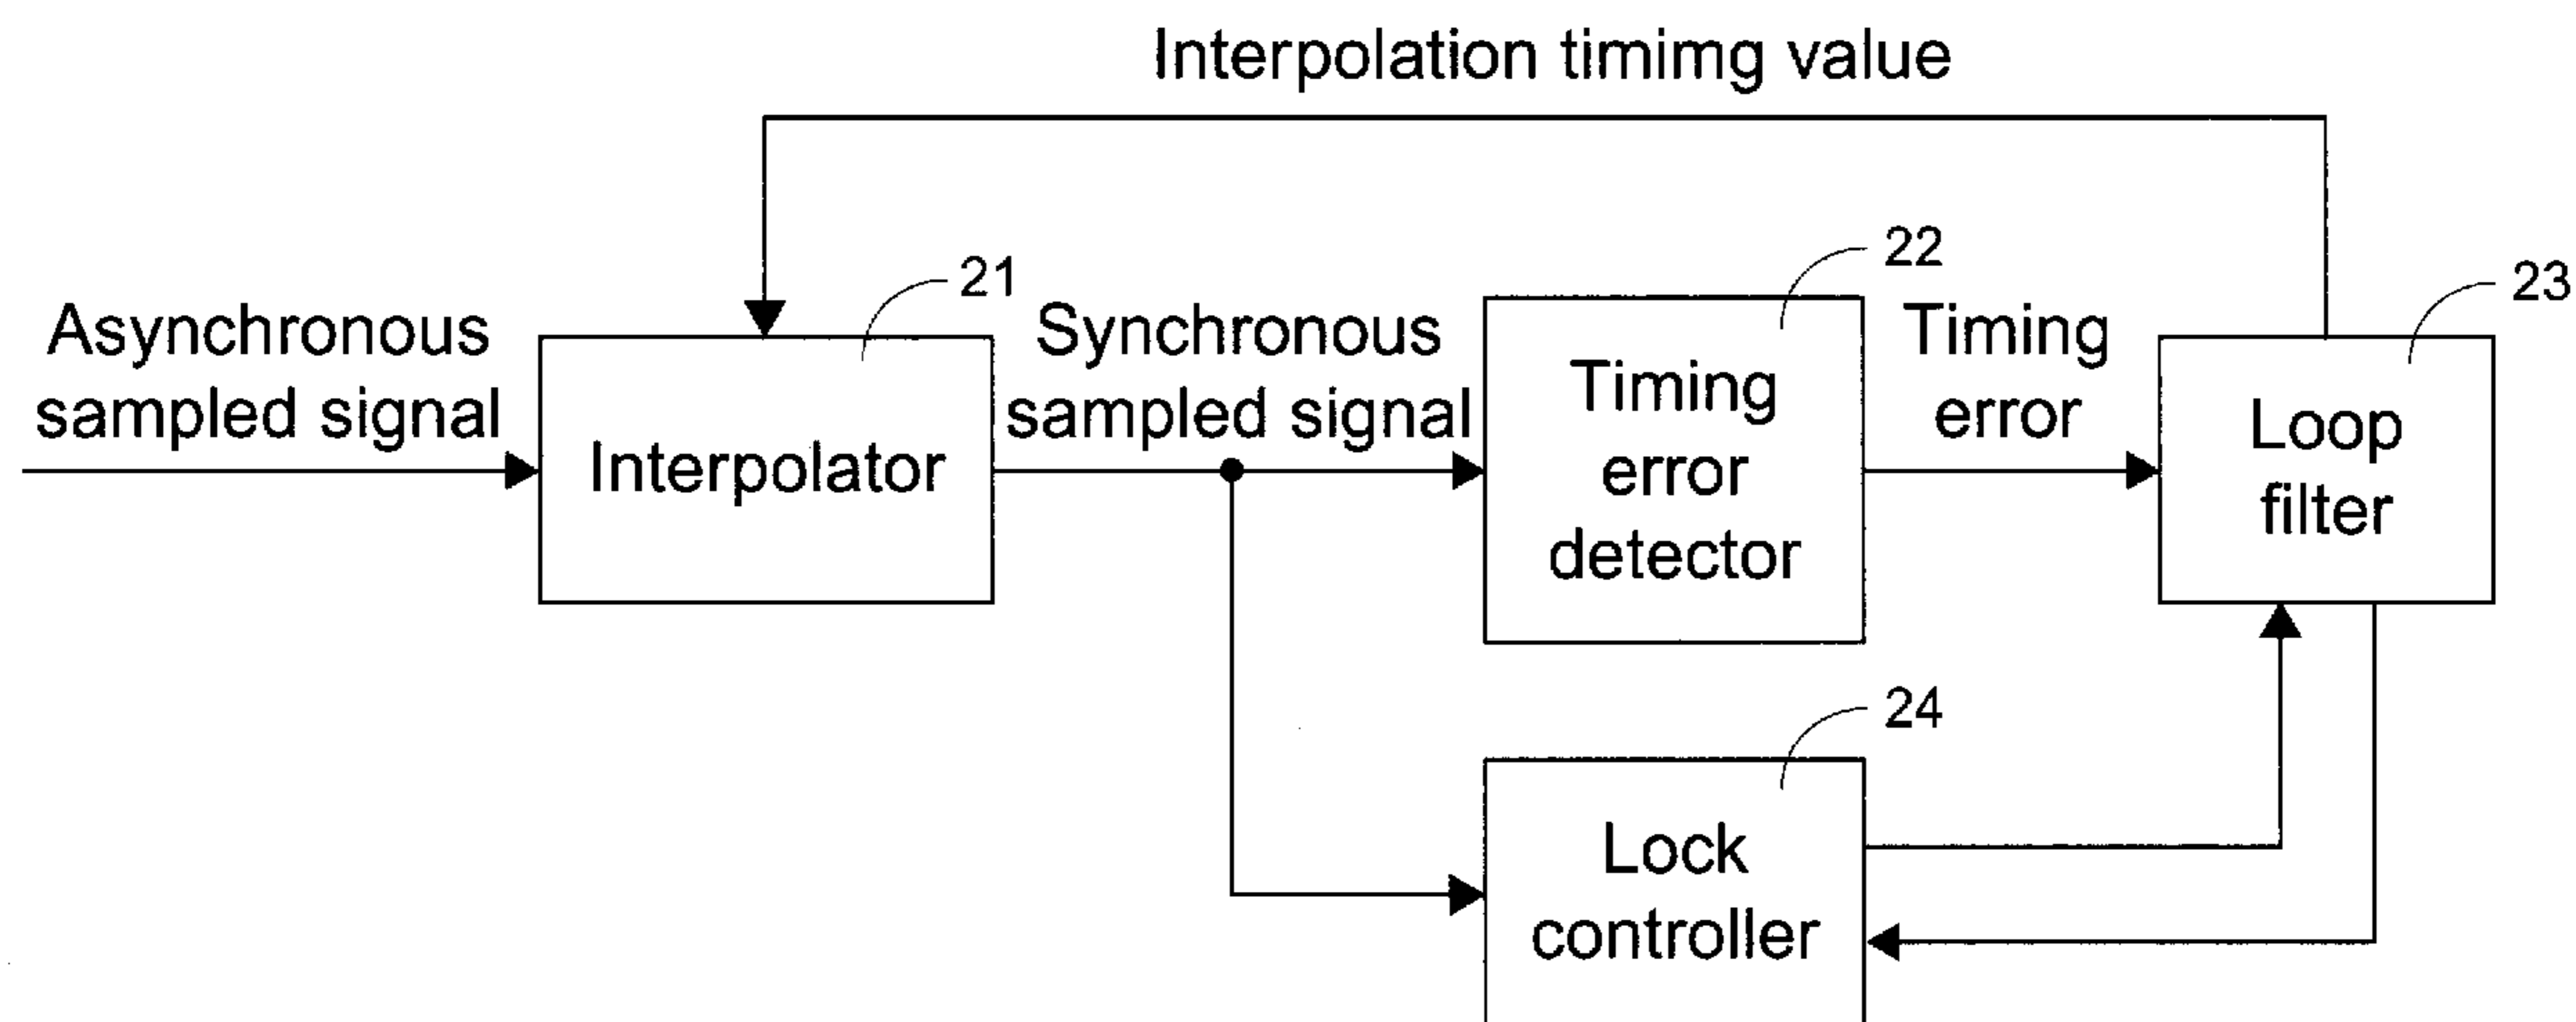 Interpolation timimg value
21
22
23
Asynchronous
sampled signal
Interpolator
Synchronous
sampled signal
Timing
error
detector
Timing
error
Loop
filter
24
Lock
controller